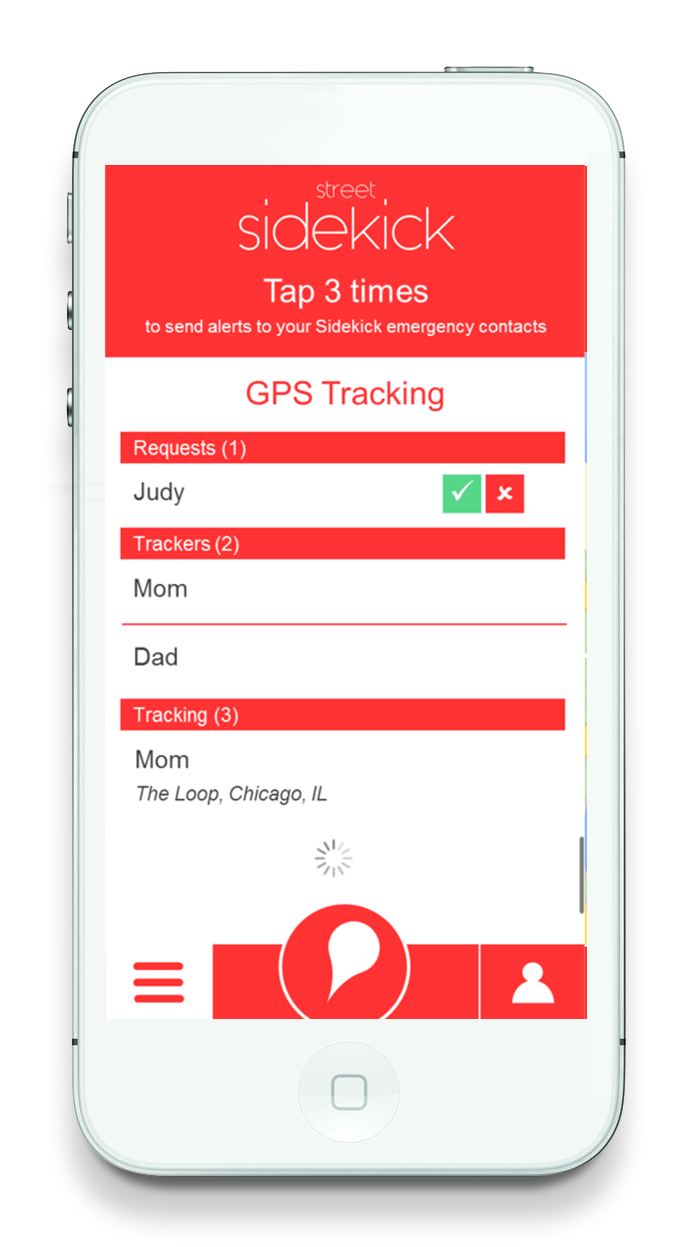 street
sidekick
Tap 3 times
to send alerts to your Sidekick emergency contacts
GPS Tracking
Requests (1)
Judy
Trackers (2)
Mom
Dad
Tracking (3)
Mom
The Loop, Chicago, IL